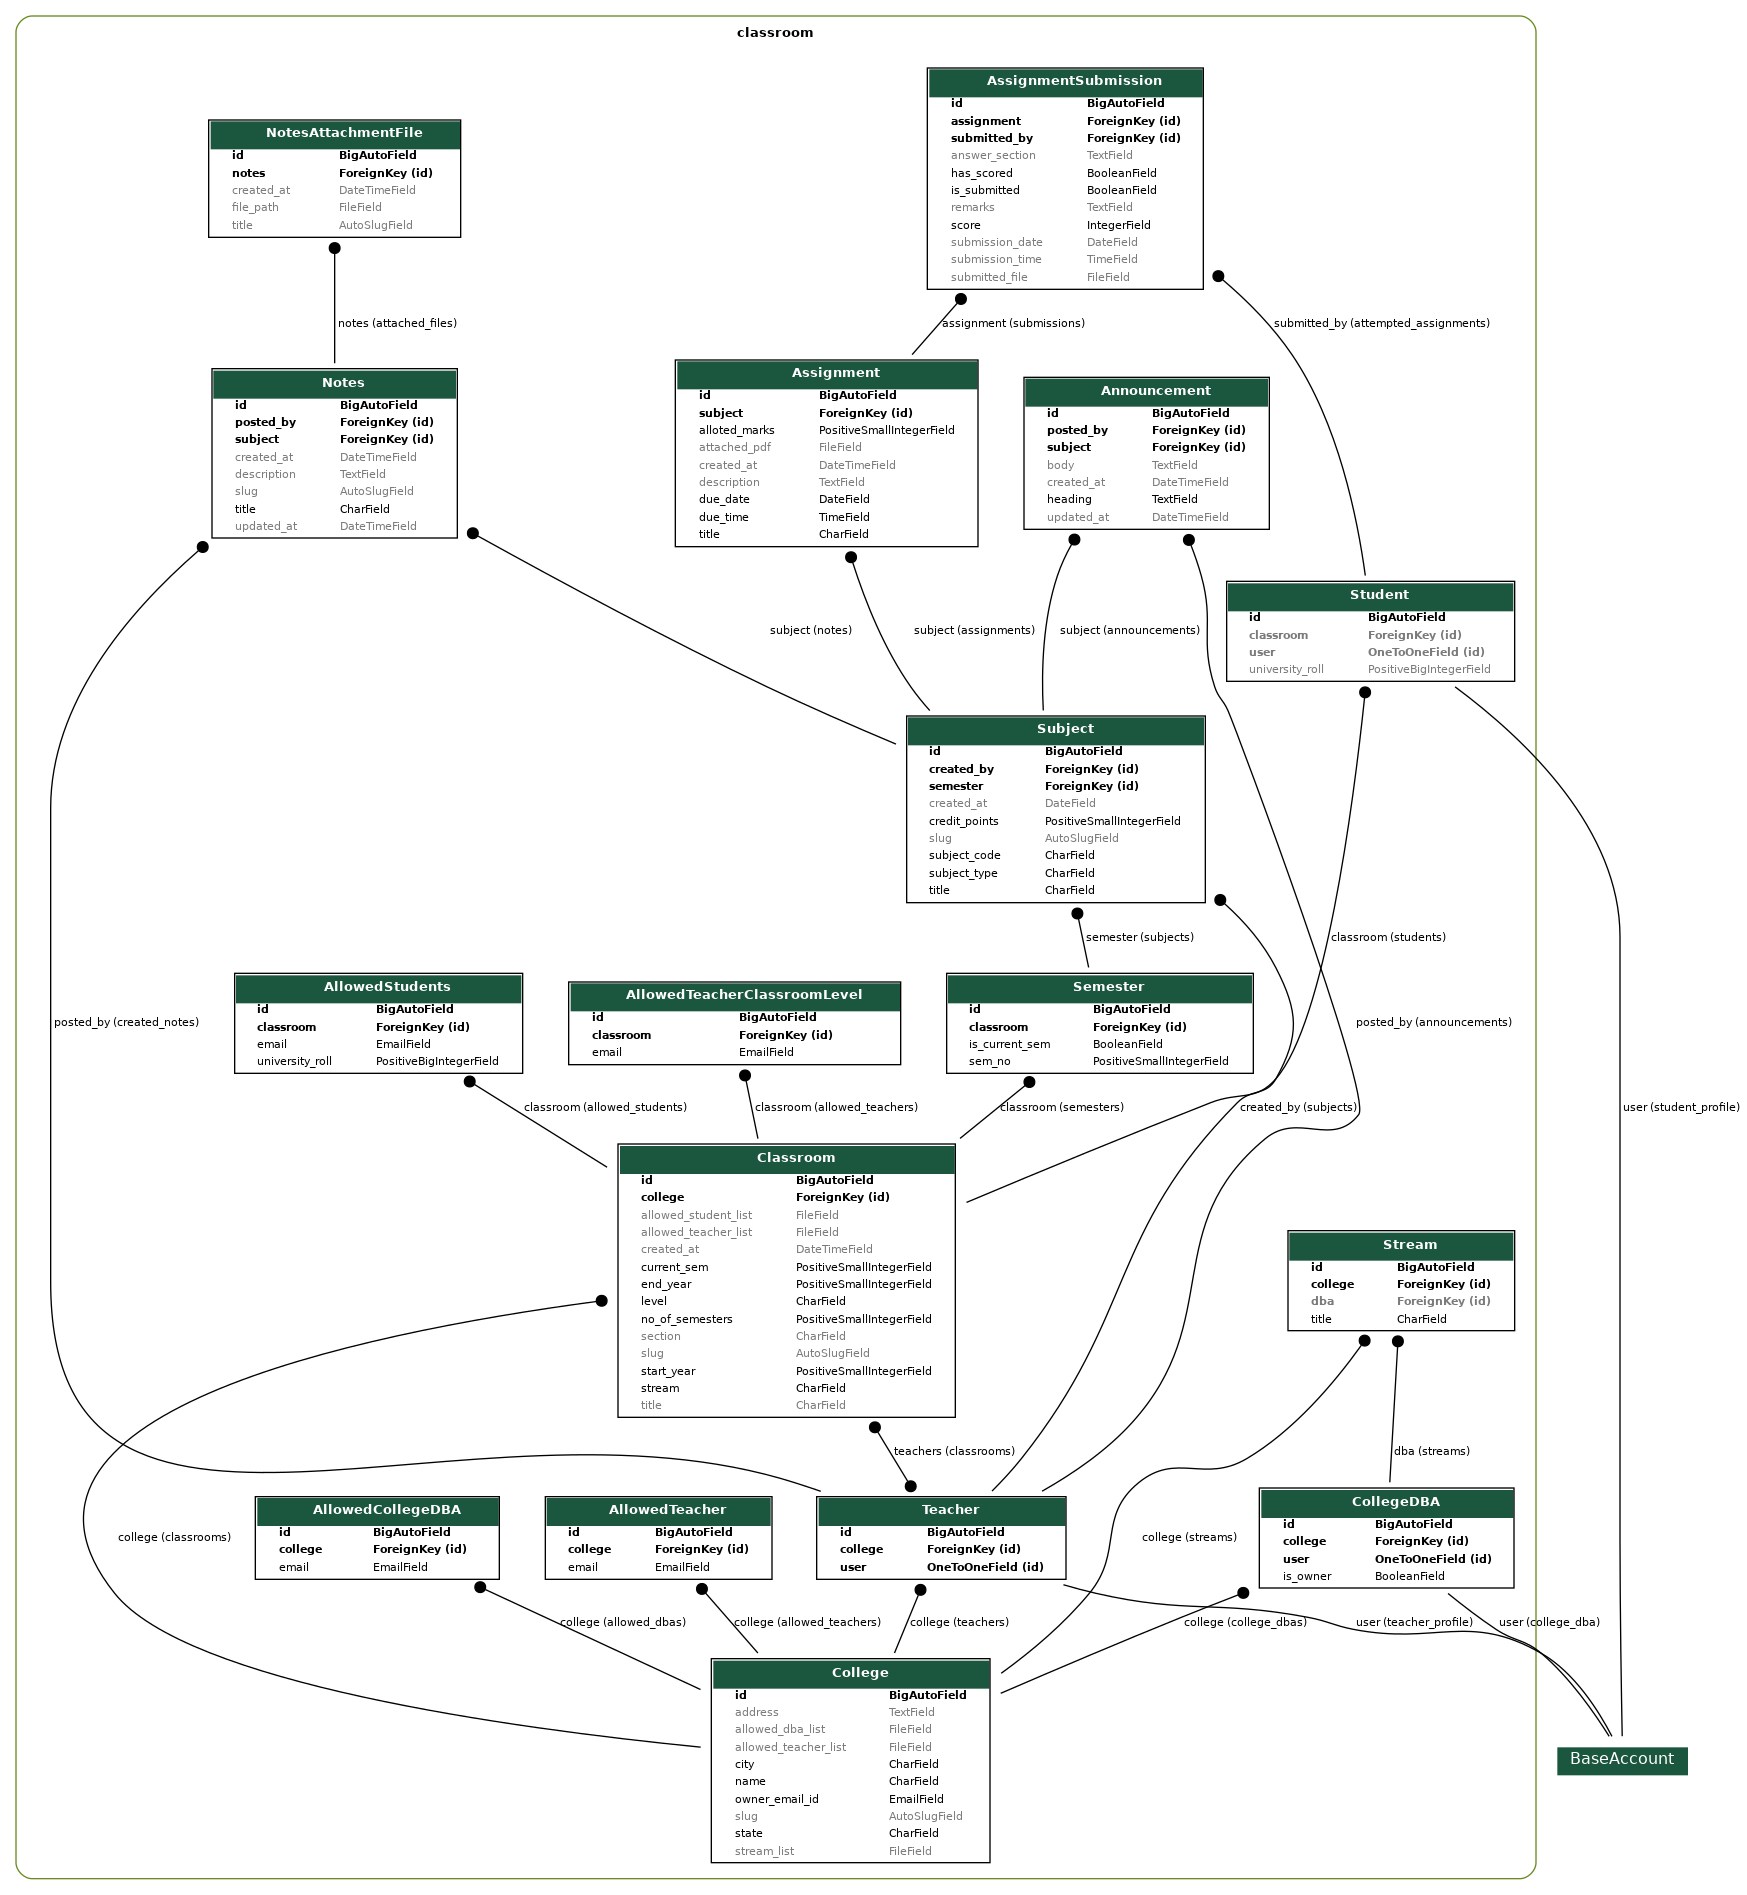 classroom
AssignmentSubmission
id BigAutoField
assignment ForeignKey (id)
submitted_by ForeignKey (id)
answer_section TextField
has_scored BooleanField
is_submitted BooleanField
remarks TextField
score IntegerField
submission_date DateField
submission_time TimeField
submitted_file FileField
NotesAttachmentFile
id BigAutoField
notes ForeignKey (id)
created_at DateTimeField
file_path FileField
title AutoSlugField
notes (attached_files)
assignment (submissions)
submitted_by (attempted_assignments)
Notes
id BigAutoField
posted_by ForeignKey (id)
subject ForeignKey (id)
created_at DateTimeField
description TextField
slug AutoSlugField
title CharField
updated_at DateTimeField
Assignment
id BigAutoField
subject ForeignKey (id)
alloted_marks PositiveSmallIntegerField
attached_pdf FileField
created_at DateTimeField
description TextField
due_date DateField
due_time TimeField
title CharField
Announcement
id BigAutoField
posted_by ForeignKey (id)
subject ForeignKey (id)
body TextField
created_at DateTimeField
heading TextField
updated_at DateTimeField
Student
id BigAutoField
classroom ForeignKey (id)
user OneToOneField (id)
university_roll PositiveBigIntegerField
subject (notes)
subject (assignments)
subject (announcements)
Subject
id BigAutoField
created_by ForeignKey (id)
semester ForeignKey (id)
created_at DateField
credit_points PositiveSmallIntegerField
slug AutoSlugField
subject_code CharField
subject_type CharField
title CharField
semester (subjects)
classroom (students)
AllowedStudents
id BigAutoField
classroom ForeignKey (id)
email EmailField
university_roll PositiveBigIntegerField
AllowedTeacherClassroomLevel
id BigAutoField
classroom ForeignKey (id)
email EmailField
Semester
id BigAutoField
classroom ForeignKey (id)
is_current_sem BooleanField
sem_no PositiveSmallIntegerField
posted_by (created_notes)
posted_by (announcements)
classroom (allowed_students)
classroom (allowed_teachers)
classroom (semesters)
created_by (subjects)
user (student_profile)
Classroom
id BigAutoField
college ForeignKey (id)
allowed_student_list FileField
allowed_teacher_list FileField
created_at DateTimeField
current_sem PositiveSmallIntegerField
end_year PositiveSmallIntegerField
level CharField
no_of_semesters PositiveSmallIntegerField
section CharField
slug AutoSlugField
start_year PositiveSmallIntegerField
stream CharField
title CharField
Stream
id BigAutoField
college ForeignKey (id)
dba ForeignKey (id)
title CharField
teachers (classrooms)
dba (streams)
AllowedCollegeDBA
id BigAutoField
college ForeignKey (id)
email EmailField
AllowedTeacher
id BigAutoField
college ForeignKey (id)
email EmailField
Teacher
id BigAutoField
college ForeignKey (id)
user OneToOneField (id)
CollegeDBA
id BigAutoField
college ForeignKey (id)
user OneToOneField (id)
is_owner BooleanField
college (classrooms)
college (streams)
college (allowed_dbas)
college (allowed_teachers)
college (teachers)
college (college_dbas)
user (teacher_profile)
user (college_dba)
College
id BigAutoField
address TextField
allowed_dba_list FileField
allowed_teacher_list FileField
city CharField
name CharField
owner_email_id EmailField
slug AutoSlugField
state CharField
stream_list FileField
BaseAccount